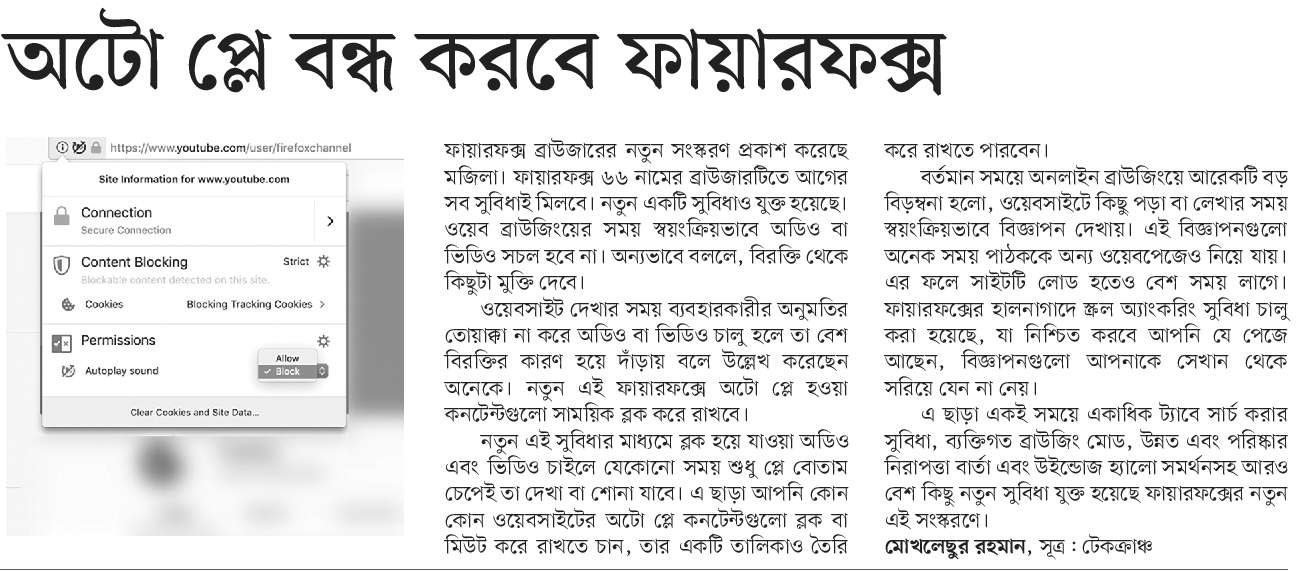 অটো প্লে বন্ধ করবে ফায়ারফক্স
https://www.youtube.com/user/firefoxchannel
Site Information for www.youtube.com
Connection
Secure Connection
Content Blocking
Strict
Blockable content detected on this site.
Cookies
Blocking Tracking Cookies
Permissions
Allow
Autoplay sound
Block
Clear Cookies and Site Data...
ফায়ারফক্স ব্রাউজারের নতুন সংস্করণ প্রকাশ করেছে
মজিলা। ফায়ারফক্স ৬৬ নামের ব্রাউজারটিতে আগের
সব সুবিধাই মিলবে। নতুন একটি সুবিধাও যুক্ত হয়েছে।
ওয়েব ব্রাউজিংয়ের সময় স্বয়ংক্রিয়ভাবে অডিও বা
ভিডিও সচল হবে না। অন্যভাবে বললে, বিরক্তি থেকে
কিছুটা মুক্তি দেবে।
ওয়েবসাইট দেখার সময় ব্যবহারকারীর অনুমতির
তোয়াক্কা না করে অডিও বা ভিডিও চালু হলে তা বেশ
বিরক্তির কারণ হয়ে দাঁড়ায় বলে উল্লেখ করেছেন
অনেকে। নতুন এই ফায়ারফক্সে অটো প্লে হওয়া
কনটেন্টগুলো সাময়িক ব্লক করে রাখবে।
নতুন এই সুবিধার মাধ্যমে ব্লক হয়ে যাওয়া অডিও
এবং ভিডিও চাইলে যেকোনো সময় শুধু প্লে বোতাম
চেপেই তা দেখা বা শোনা যাবে। এ ছাড়া আপনি কোন
কোন ওয়েবসাইটের অটো প্লে কনটেন্টগুলো ব্লক বা
মিউট করে রাখতে চান, তার একটি তালিকাও তৈরি
করে রাখতে পারবেন।
বর্তমান সময়ে অনলাইন ব্রাউজিংয়ে আরেকটি বড়
বিড়ম্বনা হলো, ওয়েবসাইটে কিছু পড়া বা লেখার সময়
স্বয়ংক্রিয়ভাবে বিজ্ঞাপন দেখায়। এই বিজ্ঞাপনগুলো
অনেক সময় পাঠককে অন্য ওয়েবপেজেও নিয়ে যায়।
এর ফলে সাইটটি লোড হতেও বেশ সময় লাগে।
ফায়ারফক্সের হালনাগাদে স্ক্রল অ্যাংকরিং সুবিধা চালু
করা হয়েছে, যা নিশ্চিত করবে আপনি যে পেজে
আছেন, বিজ্ঞাপনগুলো আপনাকে সেখান থেকে
সরিয়ে যেন না নেয়।
এ ছাড়া একই সময়ে একাধিক ট্যাবে সার্চ করার
সুবিধা, ব্যক্তিগত ব্রাউজিং মোড, উন্নত এবং পরিষ্কার
নিরাপত্তা বার্তা এবং উইন্ডোজ হ্যালো সমর্থনসহ আরও
বেশ কিছু নতুন সুবিধা যুক্ত হয়েছে ফায়ারফক্সের নতুন
এই সংস্করণে।
মোখলেছুর রহমান, সূত্র : টেকক্রাঞ্চ